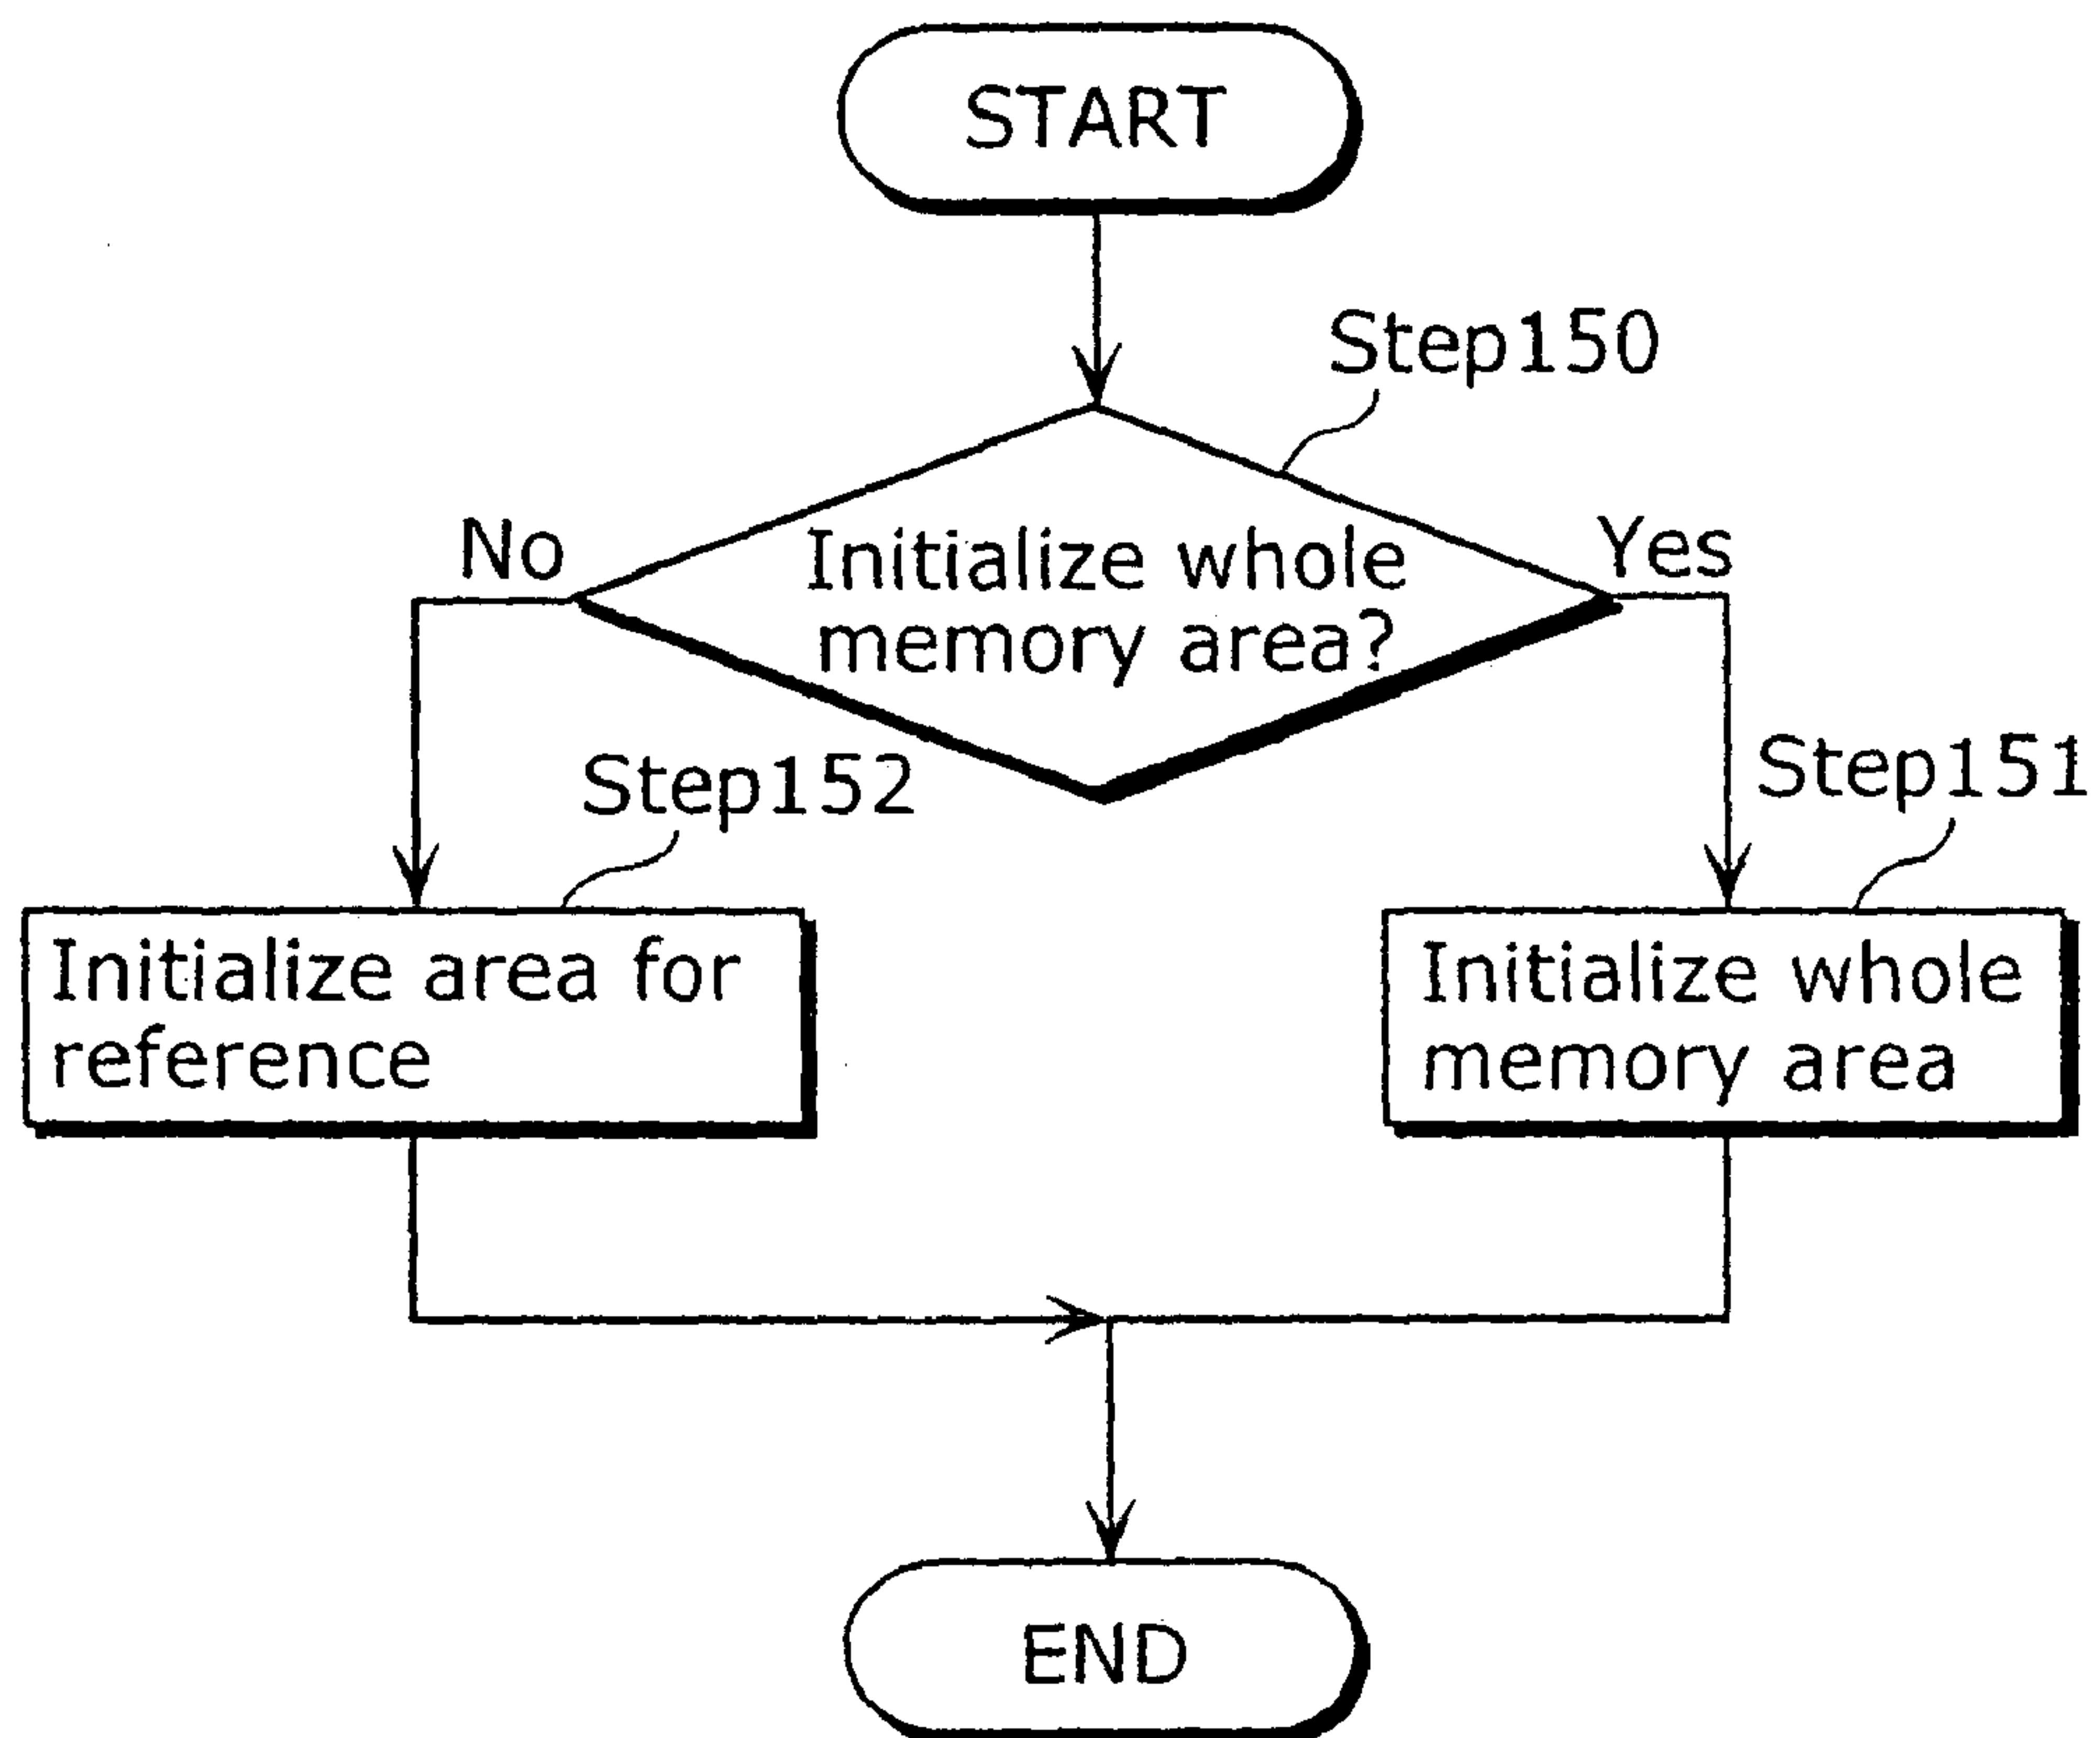 START
Step150
No
Initialize whole
memory area?
Yes
Step152
Step151
Initialize area for
reference
Initialize whole
memory area
END